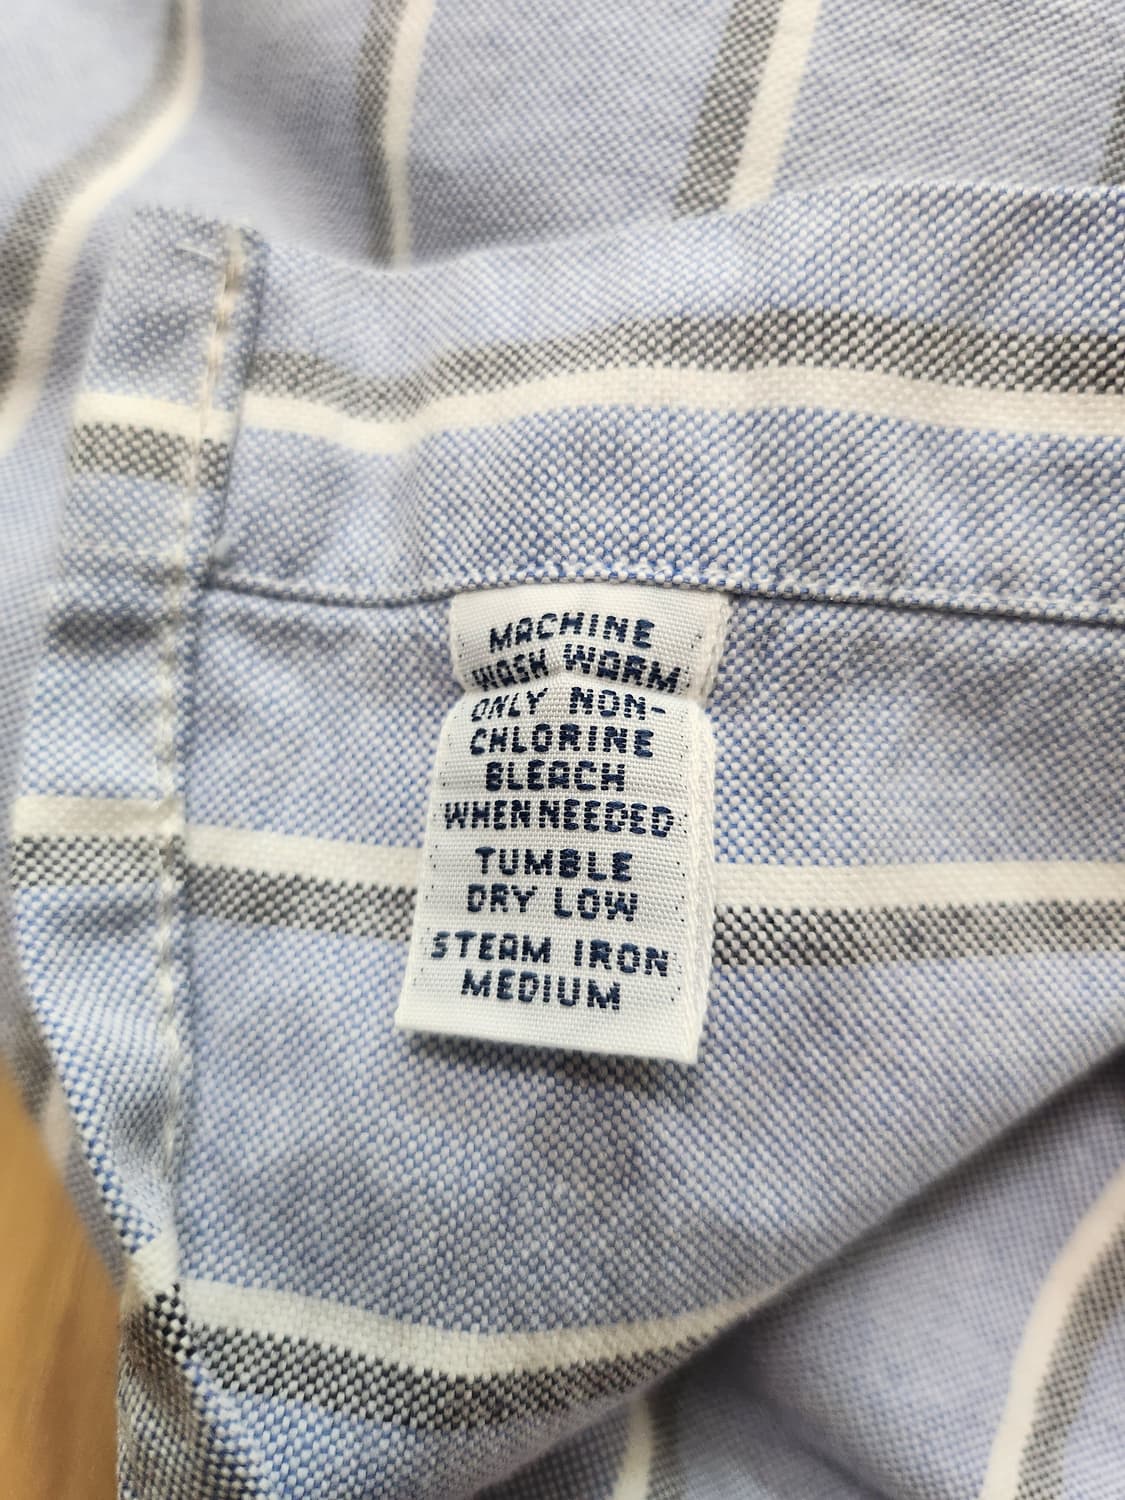 MACHINE
WASH WARM
ONLY NON-
CHLORINE
BLEACH
WHEN NEEDED
TUMBLE
DRY LOW
STEAM IRON
MEDIUM